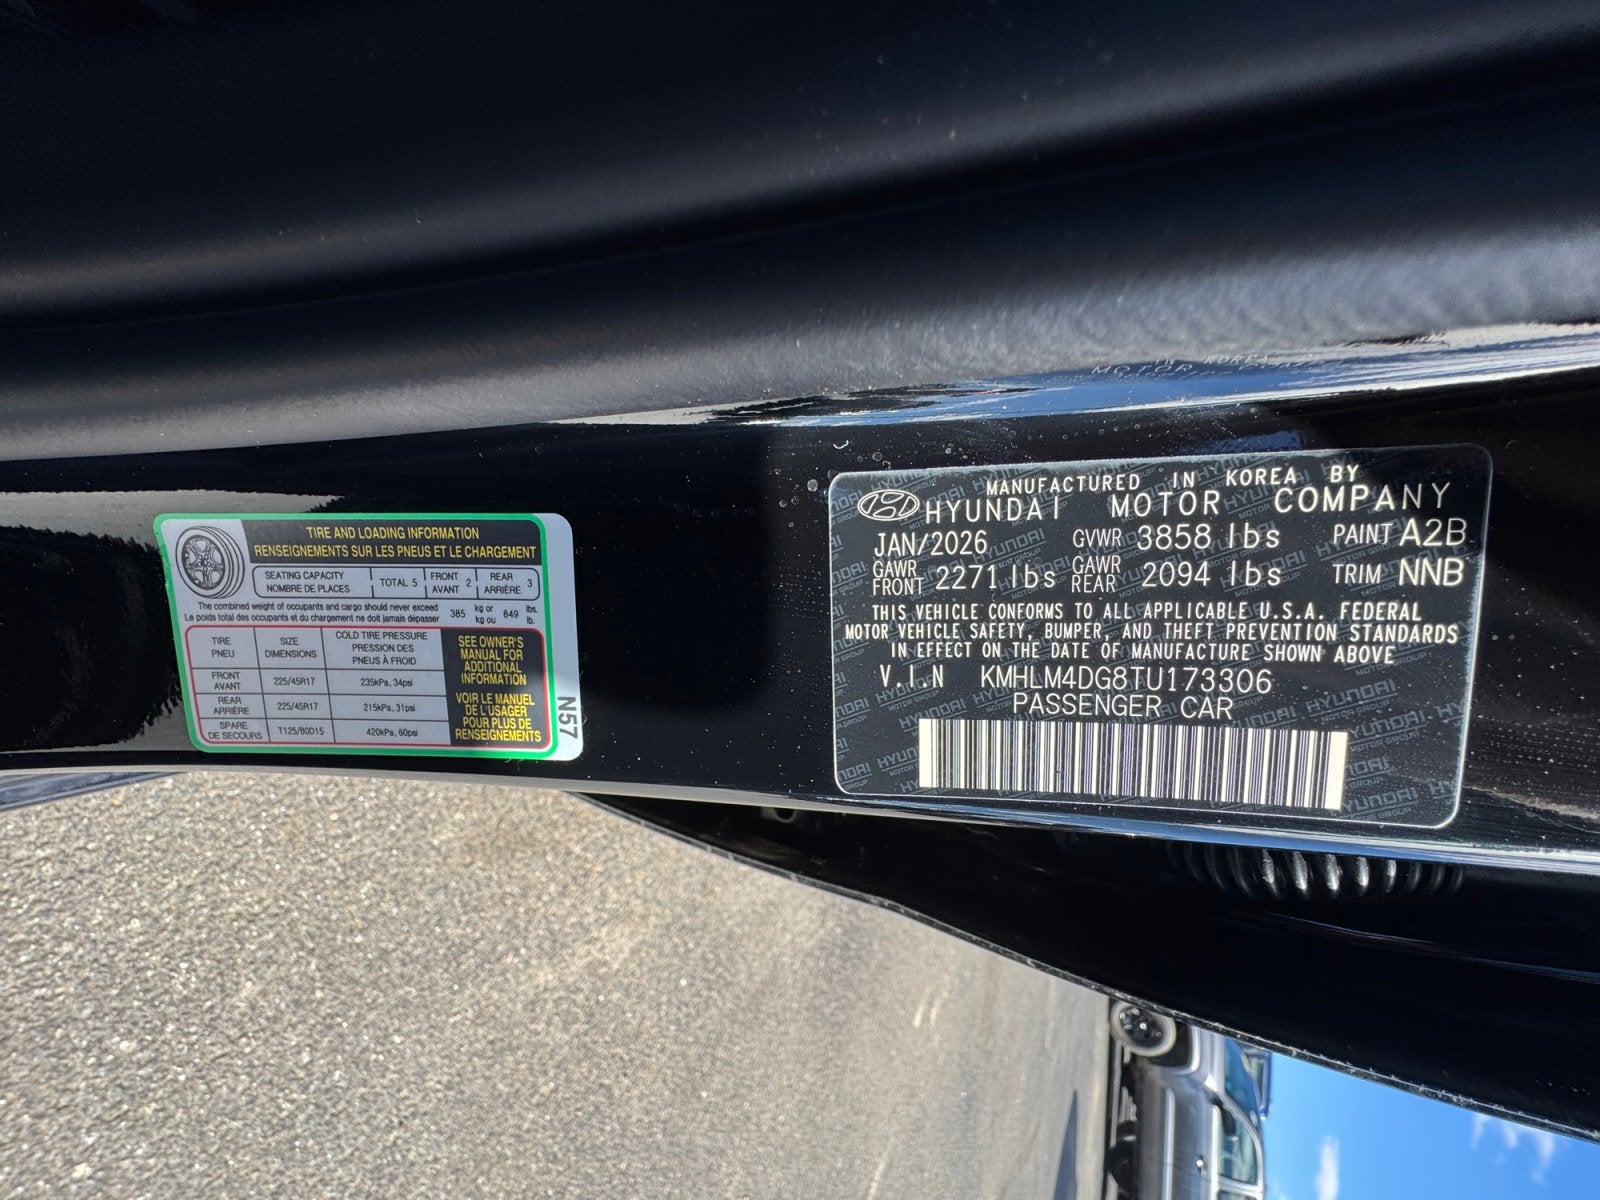 TIRE AND LOADING INFORMATION
RENSEIGNEMENTS SUR LES PNEUS ET LE CHARGEMENT
SEATING CAPACITY
NOMBRE DE PLACES
TOTAL 5
FRONT
AVANT
2
REAR
ARRIÈRE
3
The combined weight of occupants and cargo should never exceed 385 kg or 849 lbs.
Le poids total des occupants et du chargement ne doit jamais dépasser kg ou lb.
TIRE
PNEU
SIZE
DIMENSIONS
COLD TIRE PRESSURE
PRESSION DES
PNEUS À FROID
FRONT
AVANT
225/45R17
235kPa, 34psi
REAR
ARRIÈRE
225/45R17
215kPa, 31psi
SPARE
DE SECOURS
T125/80D15
420kPa, 60psi
SEE OWNER'S
MANUAL FOR
ADDITIONAL
INFORMATION
VOIR LE MANUEL
DE L'USAGER
POUR PLUS DE
RENSEIGNEMENTS
N57
MANUFACTURED IN KOREA BY
HYUNDAI MOTOR COMPANY
JAN/2026 GVWR 3858 lbs PAINT A2B
GAWR FRONT 2271 lbs GAWR REAR 2094 lbs TRIM NNB
THIS VEHICLE CONFORMS TO ALL APPLICABLE U.S.A. FEDERAL
MOTOR VEHICLE SAFETY, BUMPER, AND THEFT PREVENTION STANDARDS
IN EFFECT ON THE DATE OF MANUFACTURE SHOWN ABOVE
V.I.N KMHLM4DG8TU173306
PASSENGER CAR